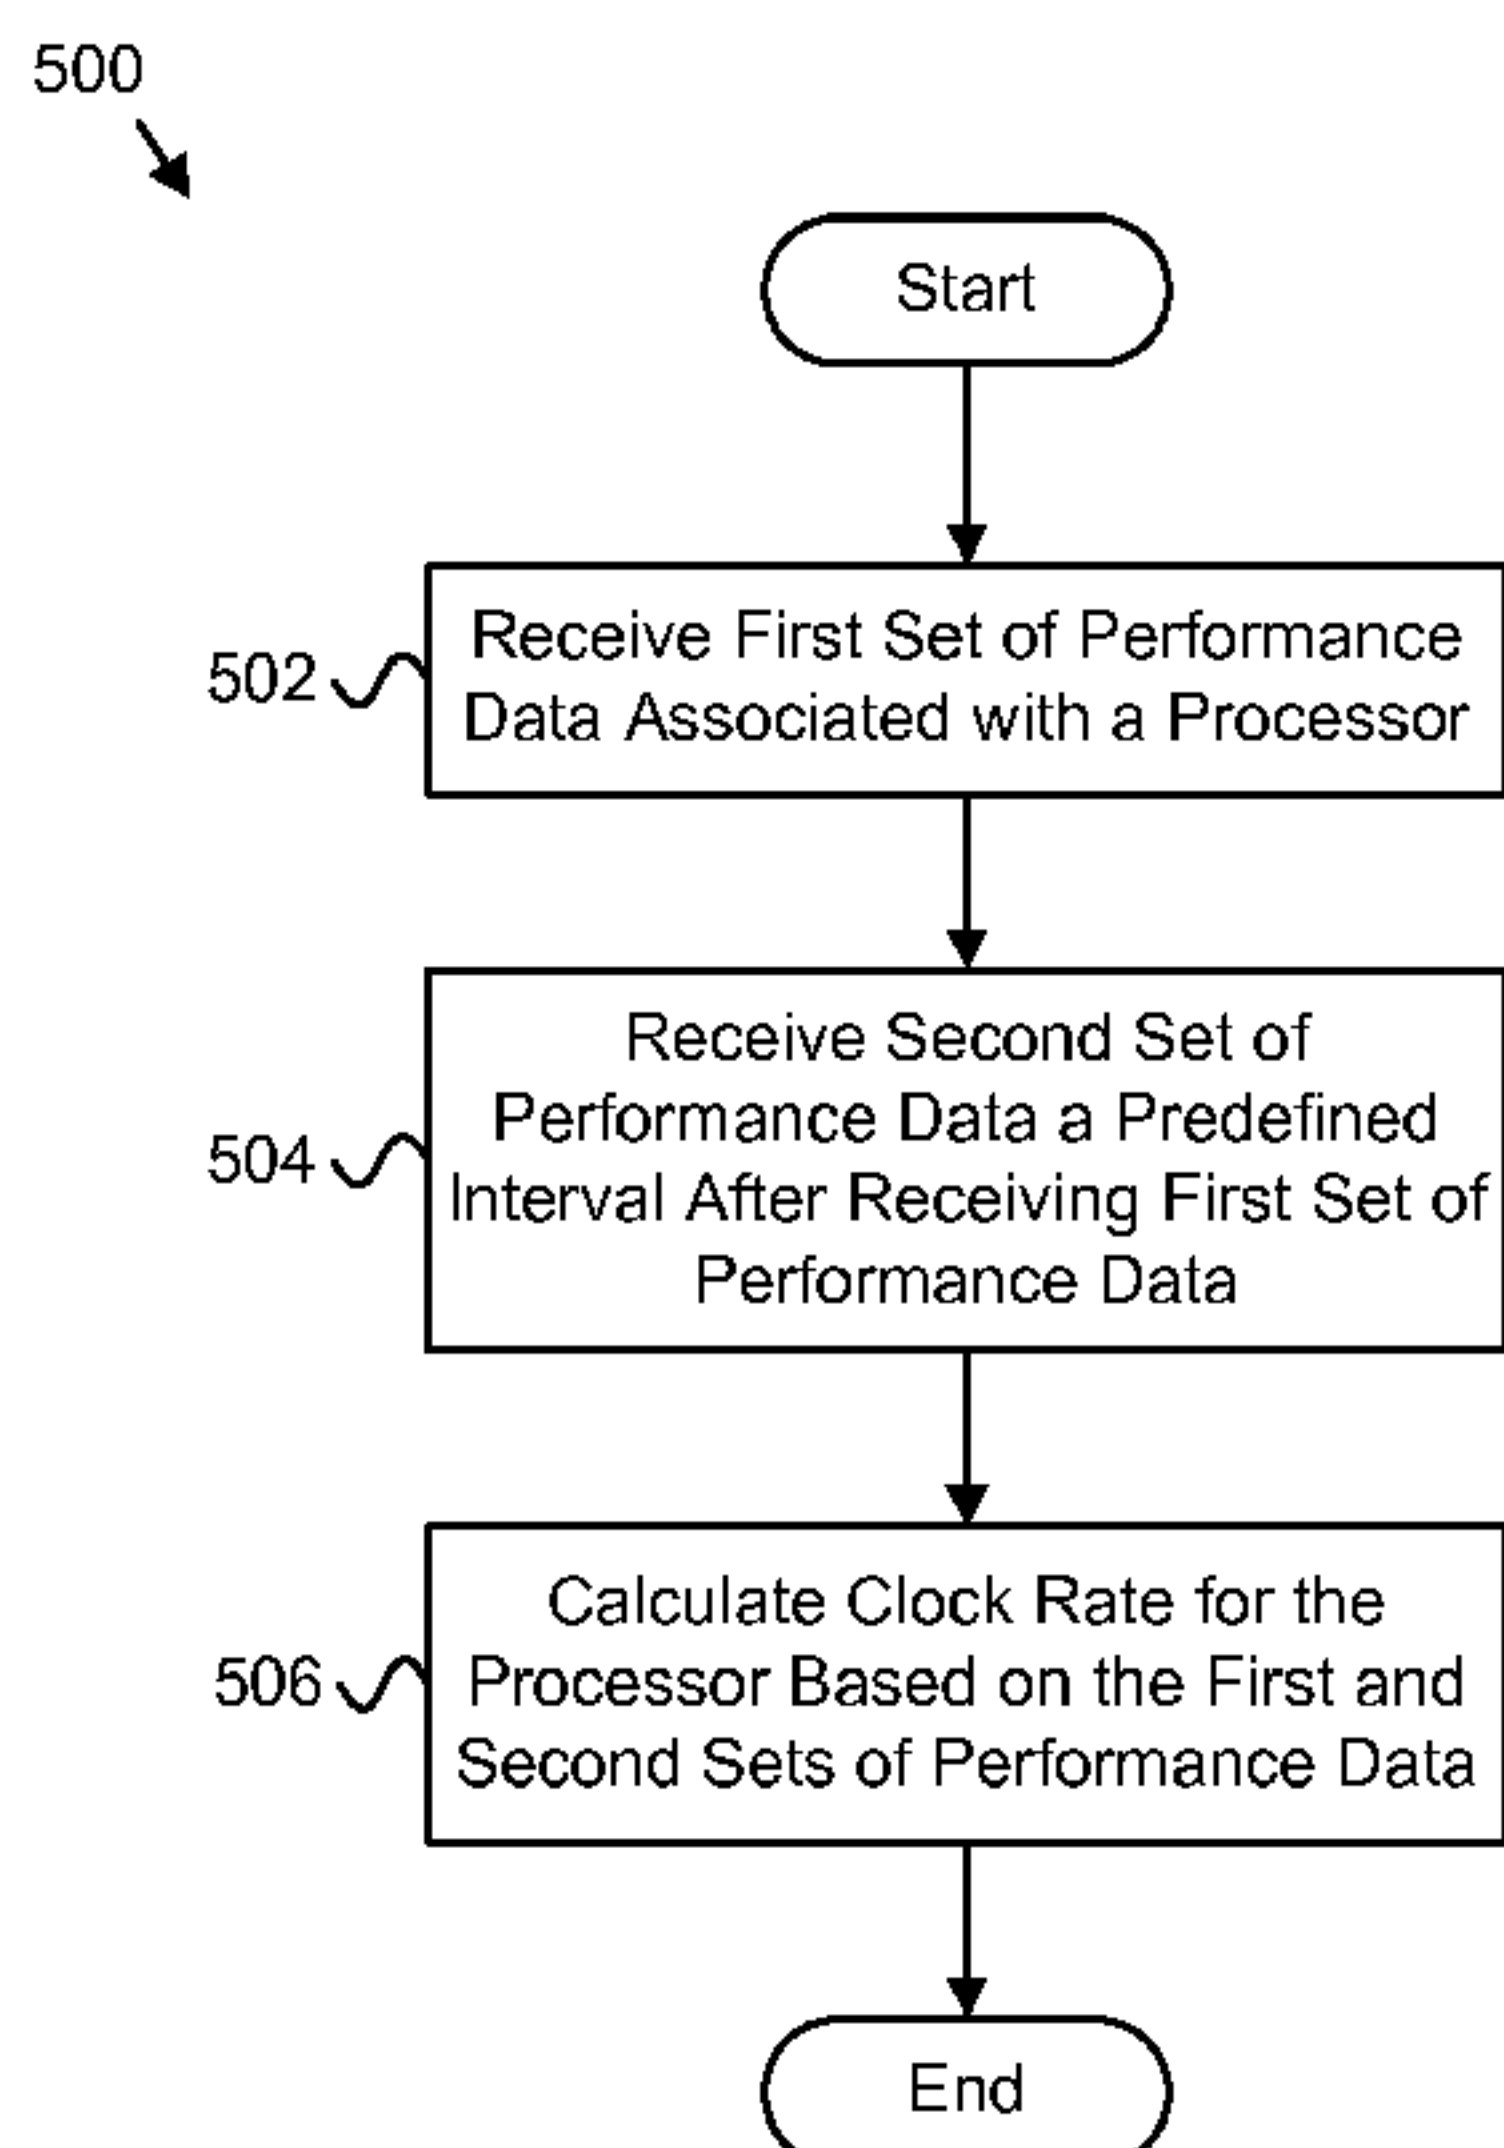 500
Start
502
Receive First Set of Performance
Data Associated with a Processor
504
Receive Second Set of
Performance Data a Predefined
Interval After Receiving First Set of
Performance Data
506
Calculate Clock Rate for the
Processor Based on the First and
Second Sets of Performance Data
End